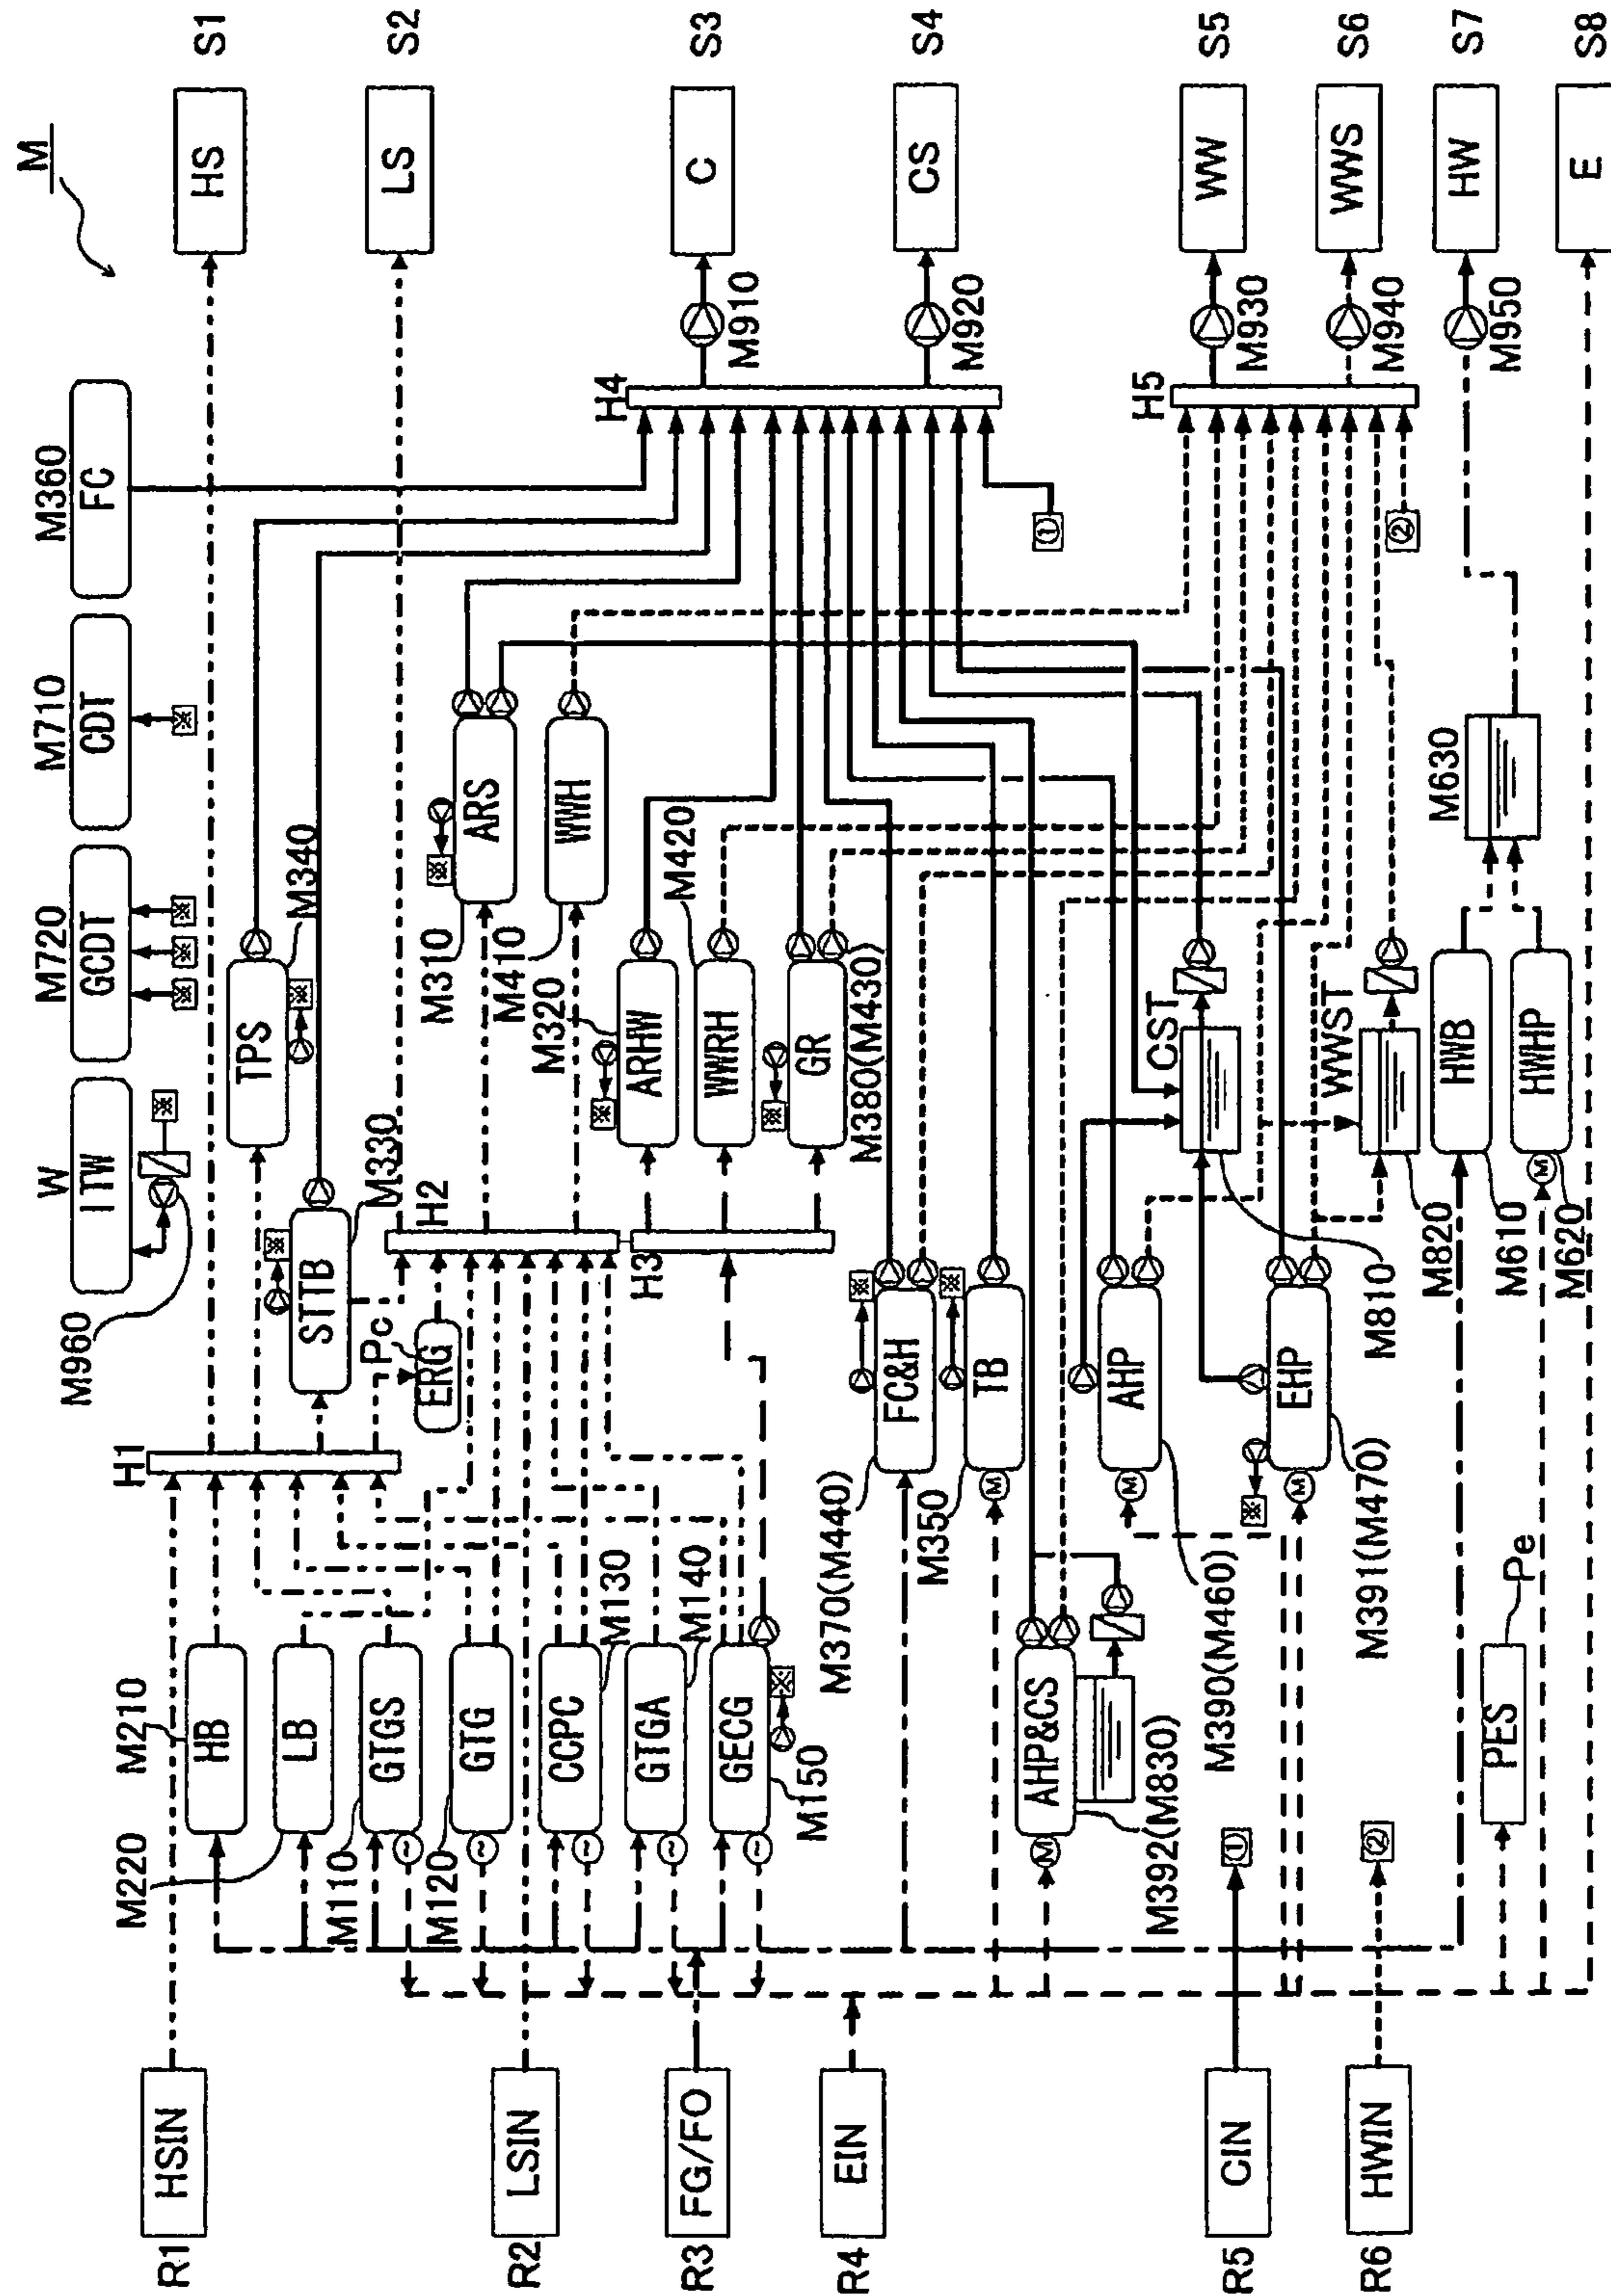 M
HS S1
LS S2
C S3
CS S4
WW S5
WWS S6
HW S7
E S8
M910
M920
M930
M940
M950
M360
FC
M710
CDT
※
M720
GCDT
※ ※ ※
W
ITW
※
M960
H4
H5
①
②
TPS
※
M340
STTB
※
M330
ERG
Pc
H1
H2
H3
ARS
※
M310
WWH
M410
ARHW
※
M320
WWRH
M420
GR
※
M380(M430)
FC&H
※
M370(M440)
TB
※
M
M350
AHP
M
M390(M460)
EHP
※
M
M391(M470)
AHP&CS
M
M392(M830)
CST
M810
WWST
M820
HWB
M610
HWHP
M
M620
M630
PES
Pe
M210
HB
M220
LB
M110
GTGS
~
M120
GTG
~
CCPC
~
M130
GTGA
~
M140
GECG
~
※
M150
R1 HSIN
R2 LSIN
R3 FG/FO
R4 EIN
R5 CIN
①
R6 HWIN
②